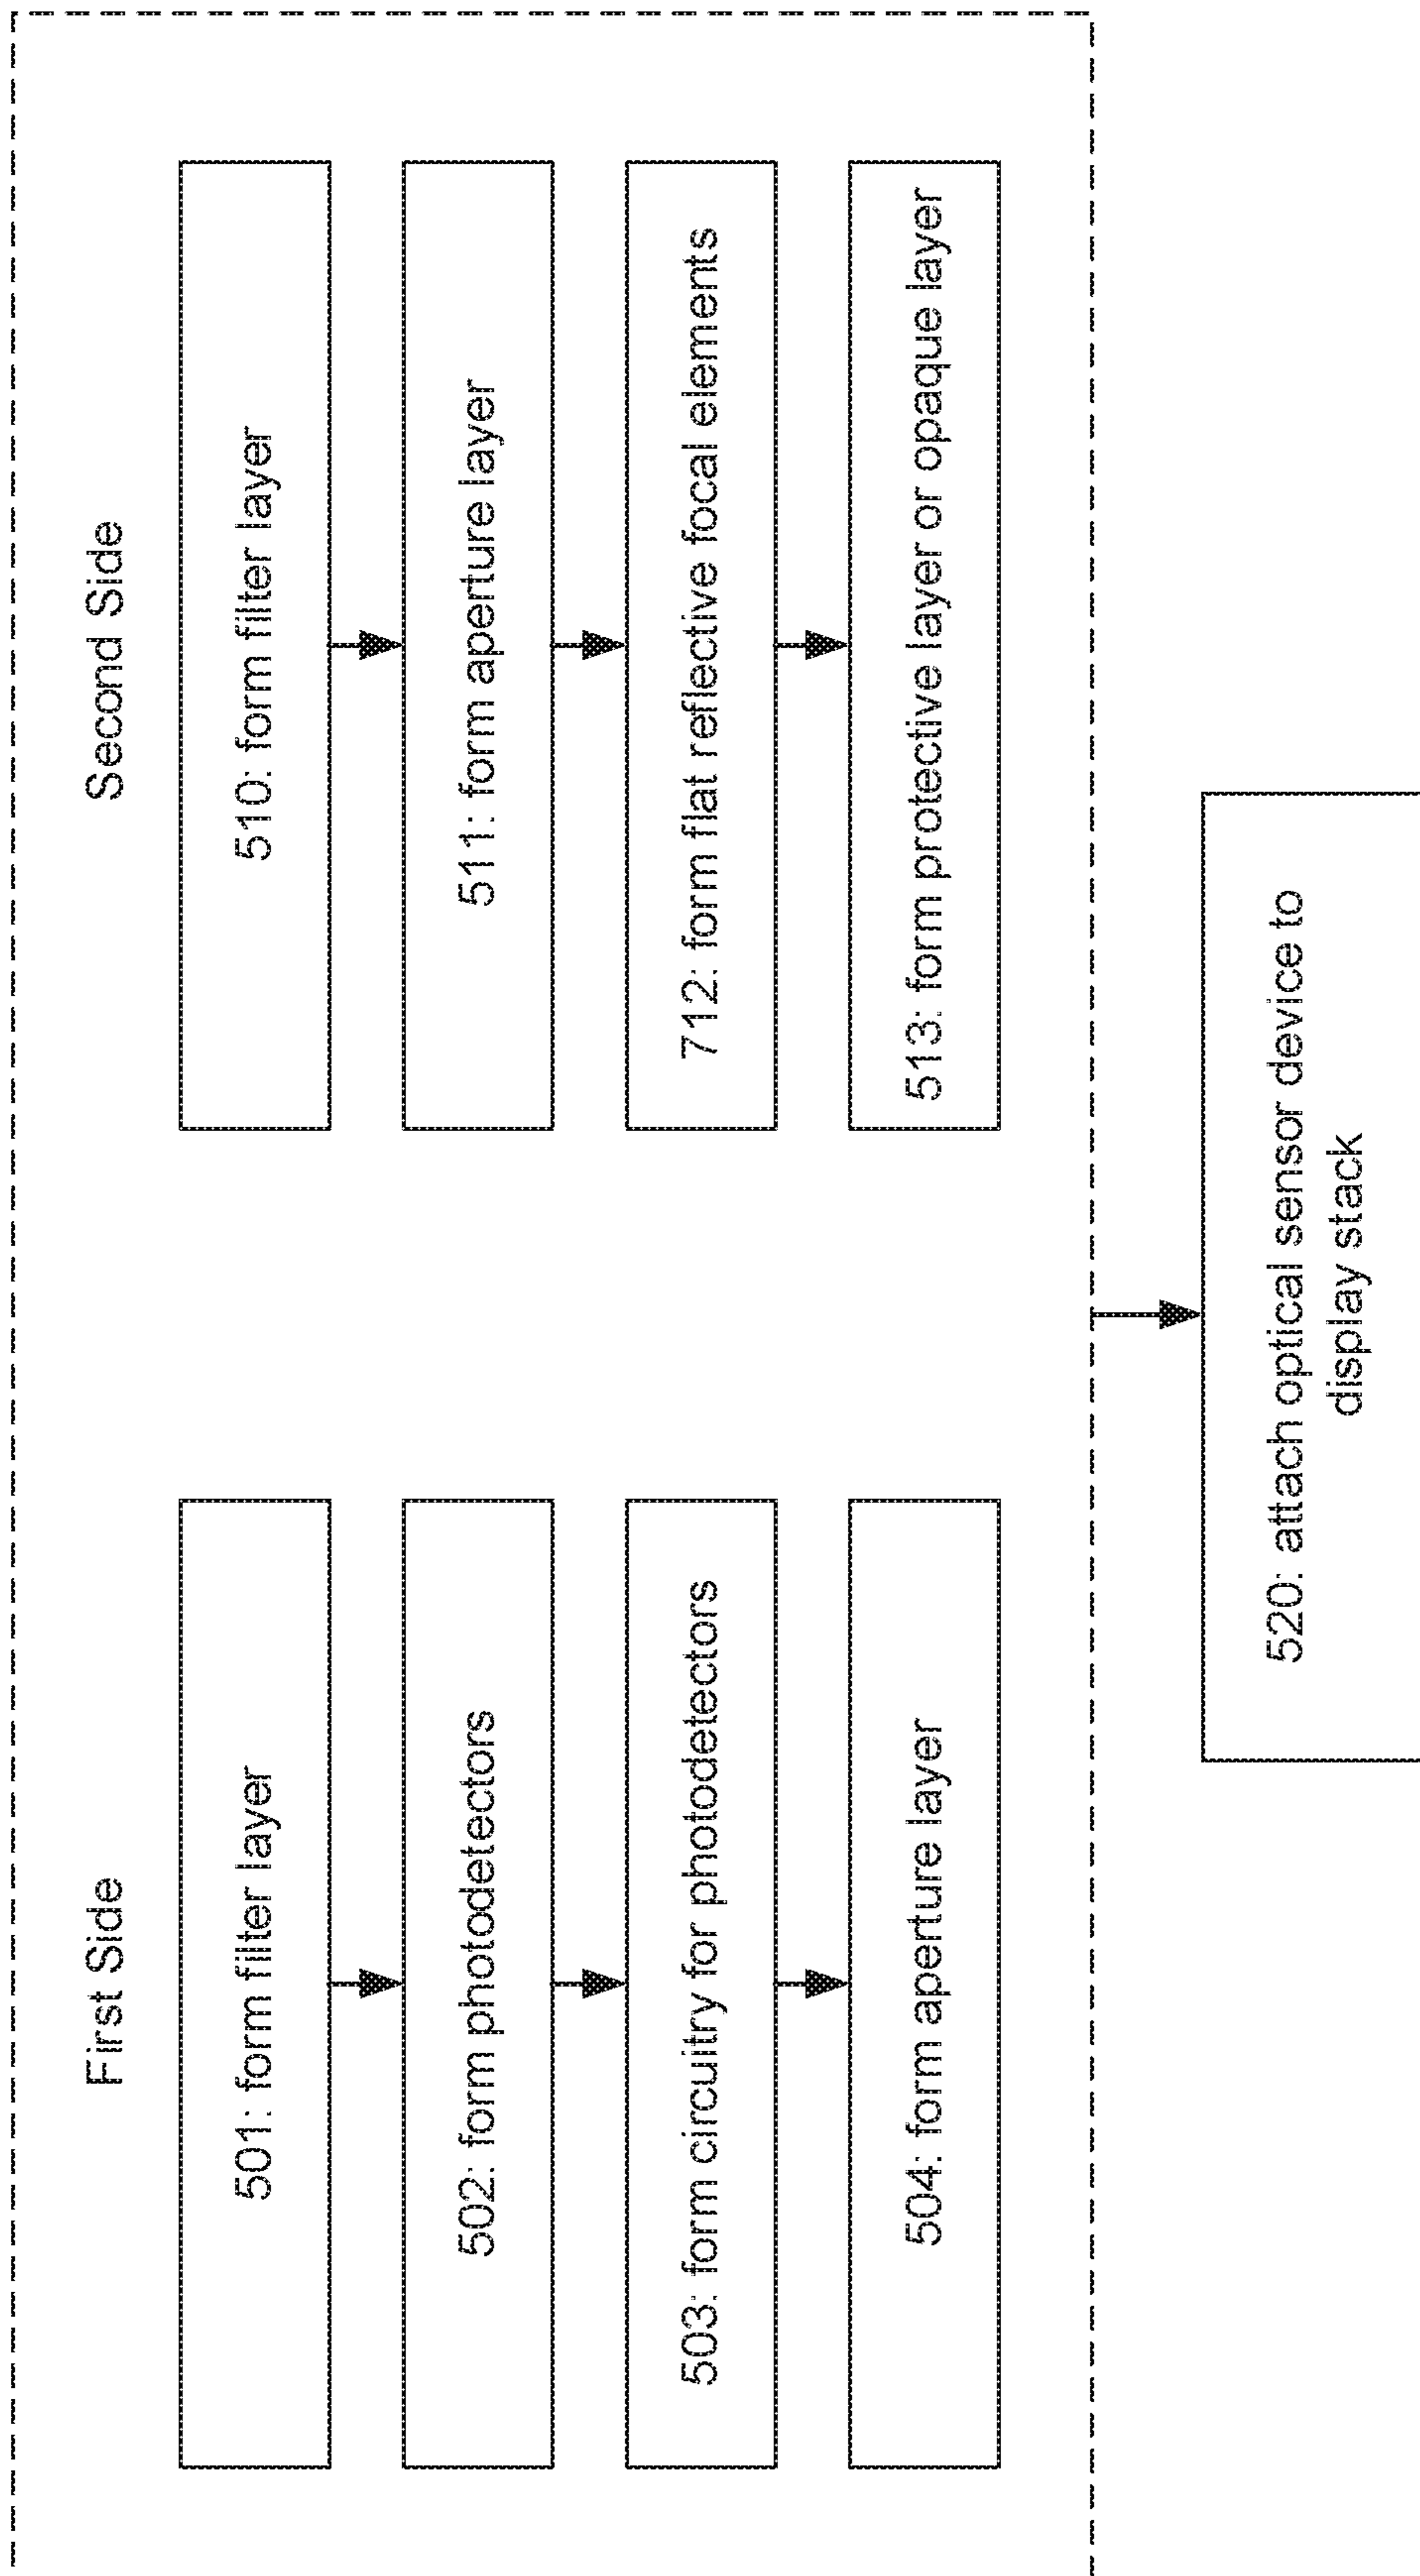 First Side
501: form filter layer
502: form photodetectors
503: form circuitry for photodetectors
504: form aperture layer
Second Side
510: form filter layer
511: form aperture layer
712: form flat reflective focal elements
513: form protective layer or opaque layer
520: attach optical sensor device to
display stack